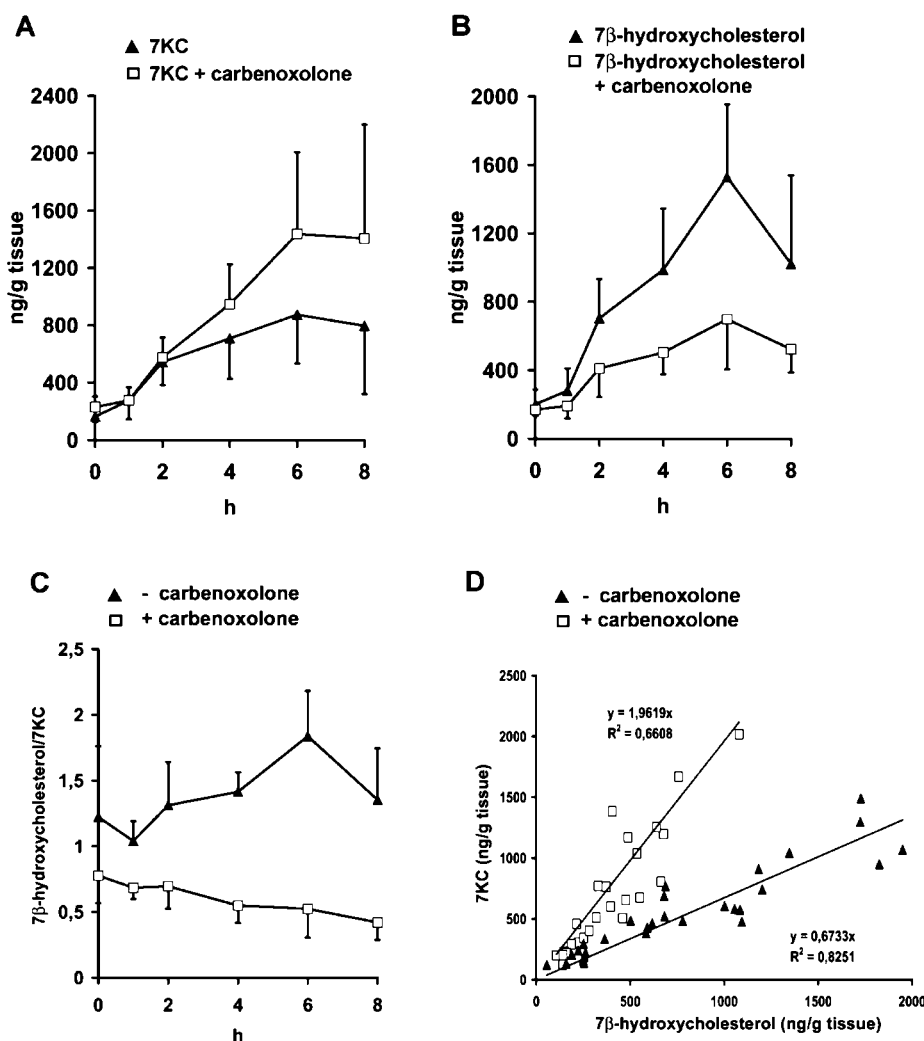 A
▲ 7KC
□ 7KC + carbenoxolone
2400
2000
1600
1200
800
400
0
ng/g tissue
0 2 4 6 8
h
B
▲ 7β-hydroxycholesterol
□ 7β-hydroxycholesterol
+ carbenoxolone
2000
1600
1200
800
400
0
ng/g tissue
0 2 4 6 8
h
C
▲ - carbenoxolone
□ + carbenoxolone
2,5
2
1,5
1
0,5
0
7β-hydroxycholesterol/7KC
0 2 4 6 8
h
D
▲ - carbenoxolone
□ + carbenoxolone
2500
2000
1500
1000
500
0
7KC (ng/g tissue)
y = 1,9619x
R² = 0,6608
y = 0,6733x
R² = 0,8251
0 500 1000 1500 2000
7β-hydroxycholesterol (ng/g tissue)